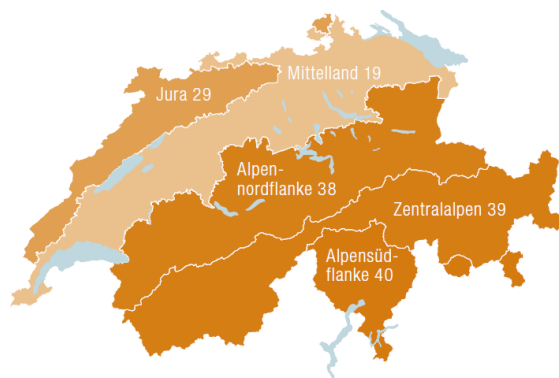 Mittelland 19
Jura 29
Alpen-
nordflanke 38
Zentralalpen 39
Alpensüd-
flanke 40